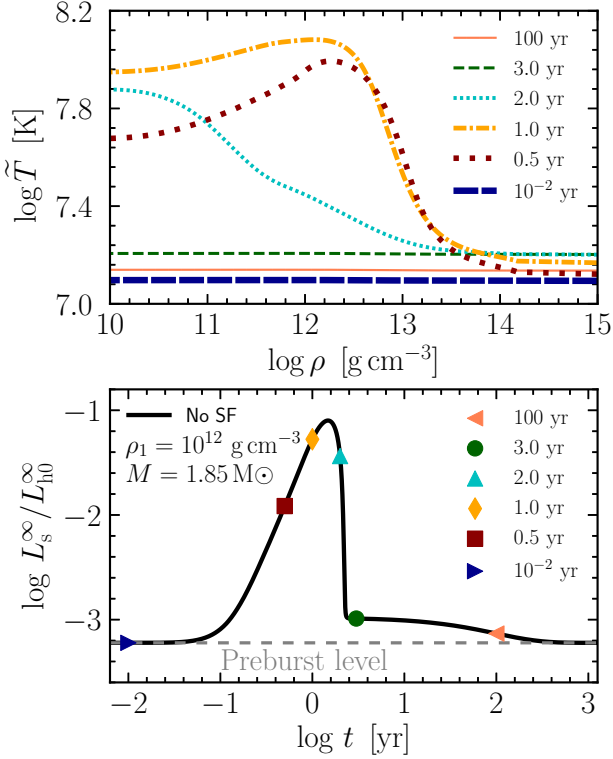 8.2
7.8
7.4
7.0
log T̃ [K]
100 yr
3.0 yr
2.0 yr
1.0 yr
0.5 yr
10⁻² yr
10 11 12 13 14 15
log ρ [g cm⁻³]
−1
−2
−3
log L_s^∞/L_h0^∞
No SF
ρ₁ = 10¹² g cm⁻³
M = 1.85 M⊙
100 yr
3.0 yr
2.0 yr
1.0 yr
0.5 yr
10⁻² yr
Preburst level
−2 −1 0 1 2 3
log t [yr]